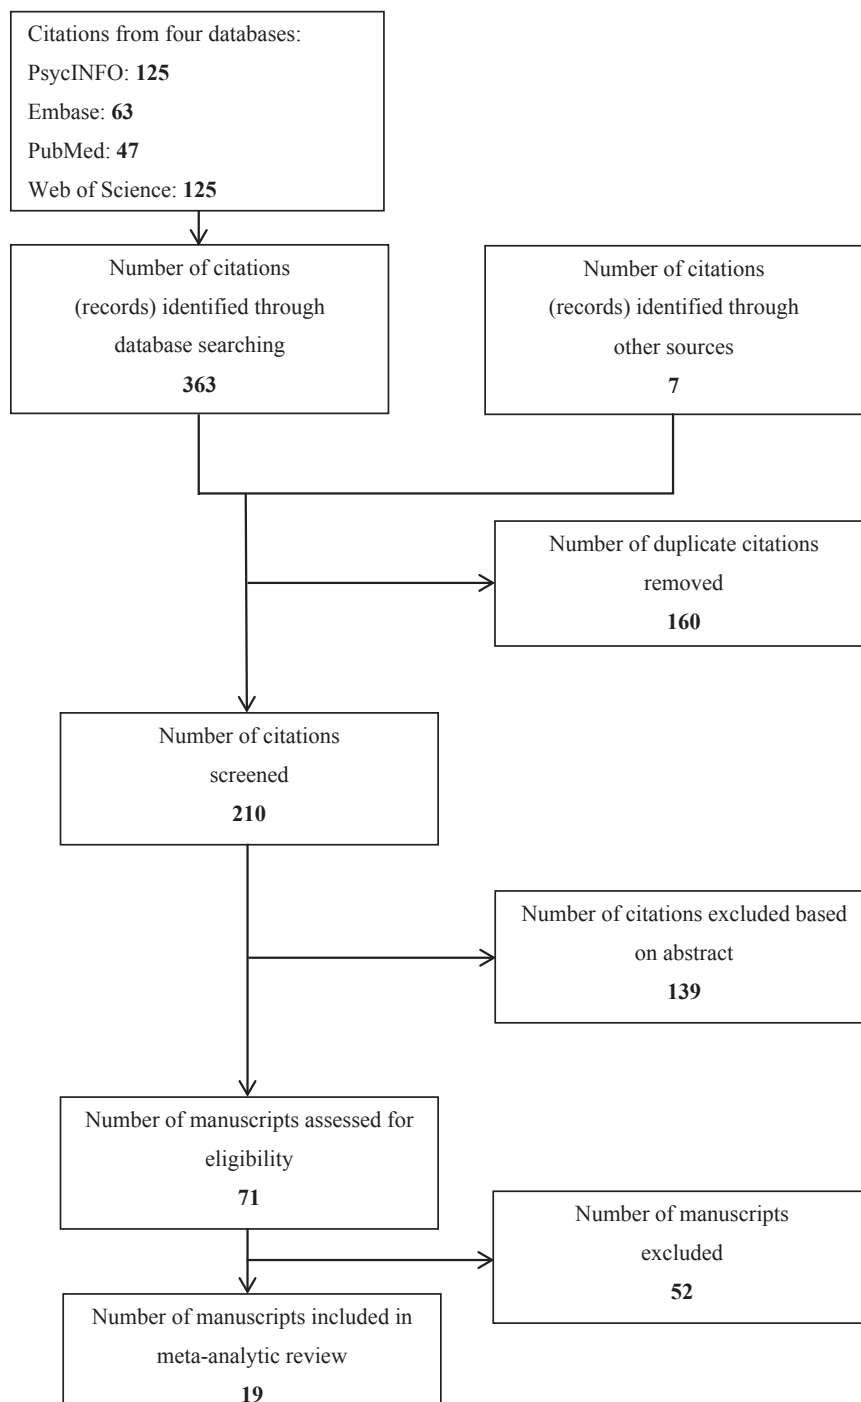 Citations from four databases:
PsycINFO: 125
Embase: 63
PubMed: 47
Web of Science: 125
Number of citations
(records) identified through
database searching
363
Number of citations
(records) identified through
other sources
7
Number of duplicate citations
removed
160
Number of citations
screened
210
Number of citations excluded based
on abstract
139
Number of manuscripts assessed for
eligibility
71
Number of manuscripts
excluded
52
Number of manuscripts included in
meta-analytic review
19